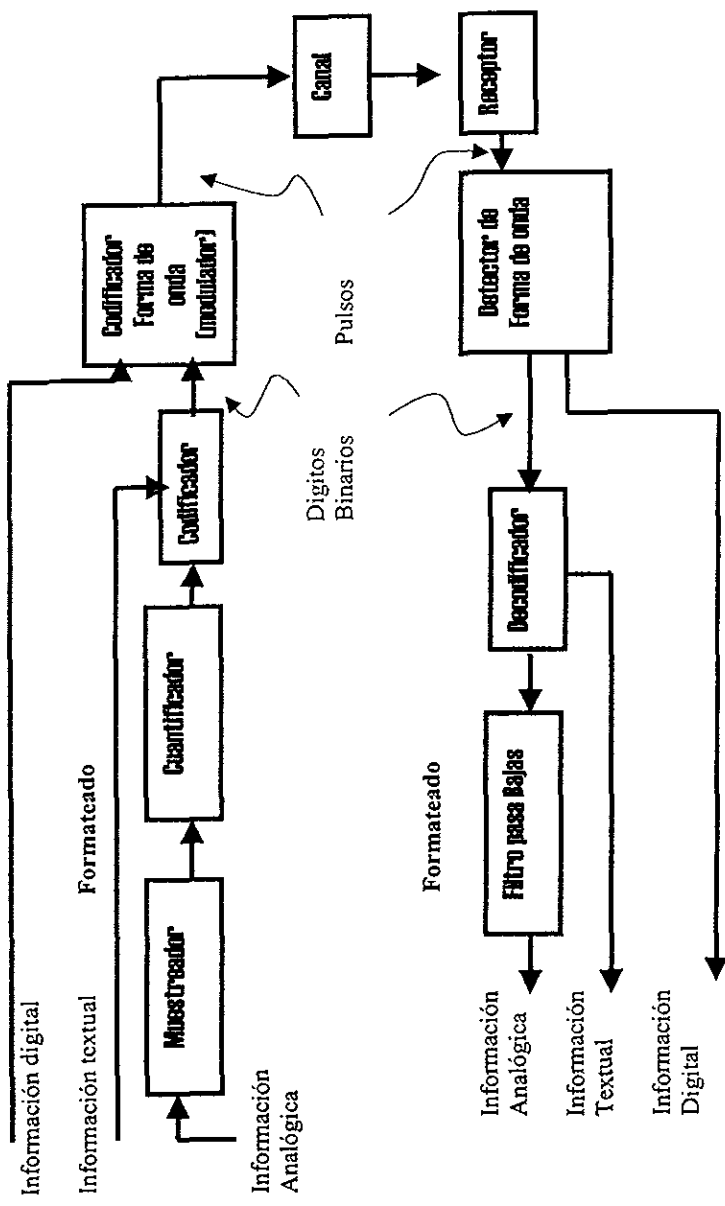 Información digital
Información textual
Formateado
Información
Analógica
Muestreador
Cuantificador
Codificador
Codificador
Forma de
onda
(modulador)
Canal
Digitos
Binarios
Pulsos
Receptor
Detector de
Forma de onda
Decodificador
Filtro pasa Bajas
Formateado
Información
Analógica
Información
Textual
Información
Digital